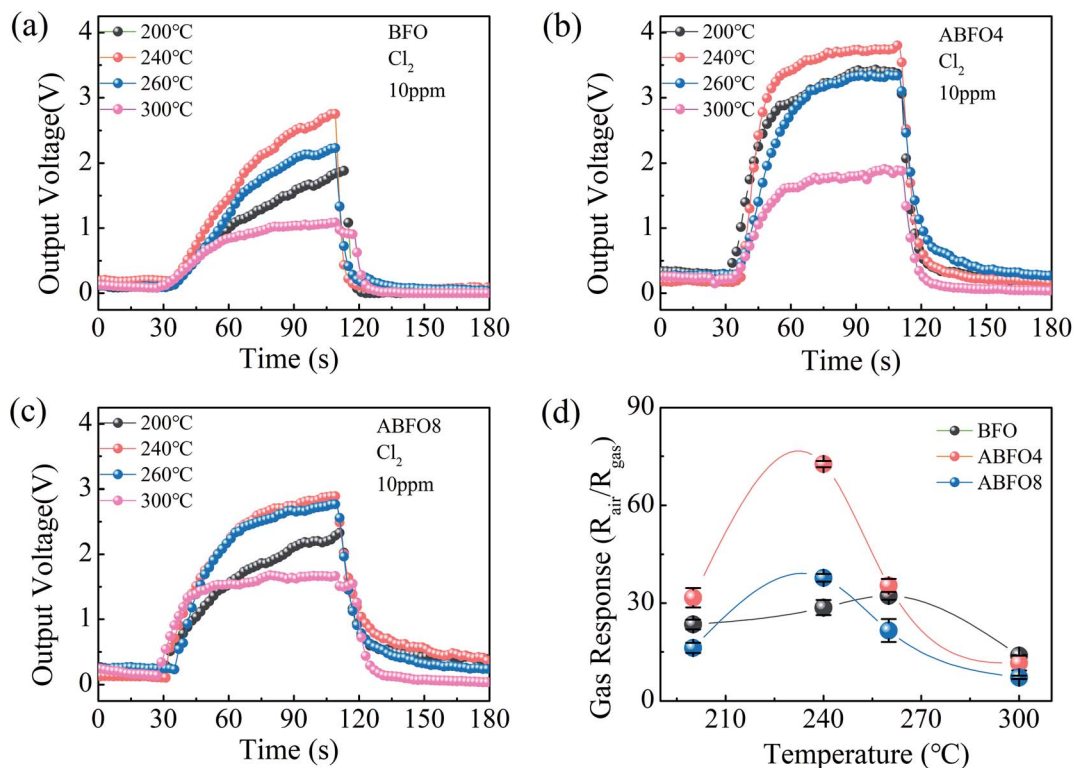 (a)
4
3
2
1
0
Output Voltage(V)
200℃
240℃
260℃
300℃
BFO
Cl₂
10ppm
0 30 60 90 120 150 180
Time (s)
(b)
4
3
2
1
0
Output Voltage(V)
200℃
240℃
260℃
300℃
ABFO4
Cl₂
10ppm
0 30 60 90 120 150 180
Time (s)
(c)
4
3
2
1
0
Output Voltage(V)
200℃
240℃
260℃
300℃
ABFO8
Cl₂
10ppm
0 30 60 90 120 150 180
Time (s)
(d)
90
60
30
0
Gas Response (R_air/R_gas)
BFO
ABFO4
ABFO8
210 240 270 300
Temperature (℃)